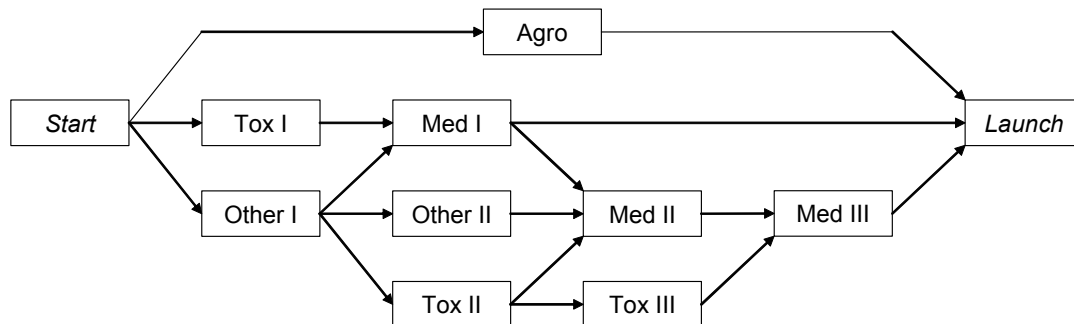 Agro
Start
Tox I
Med I
Launch
Other I
Other II
Med II
Med III
Tox II
Tox III